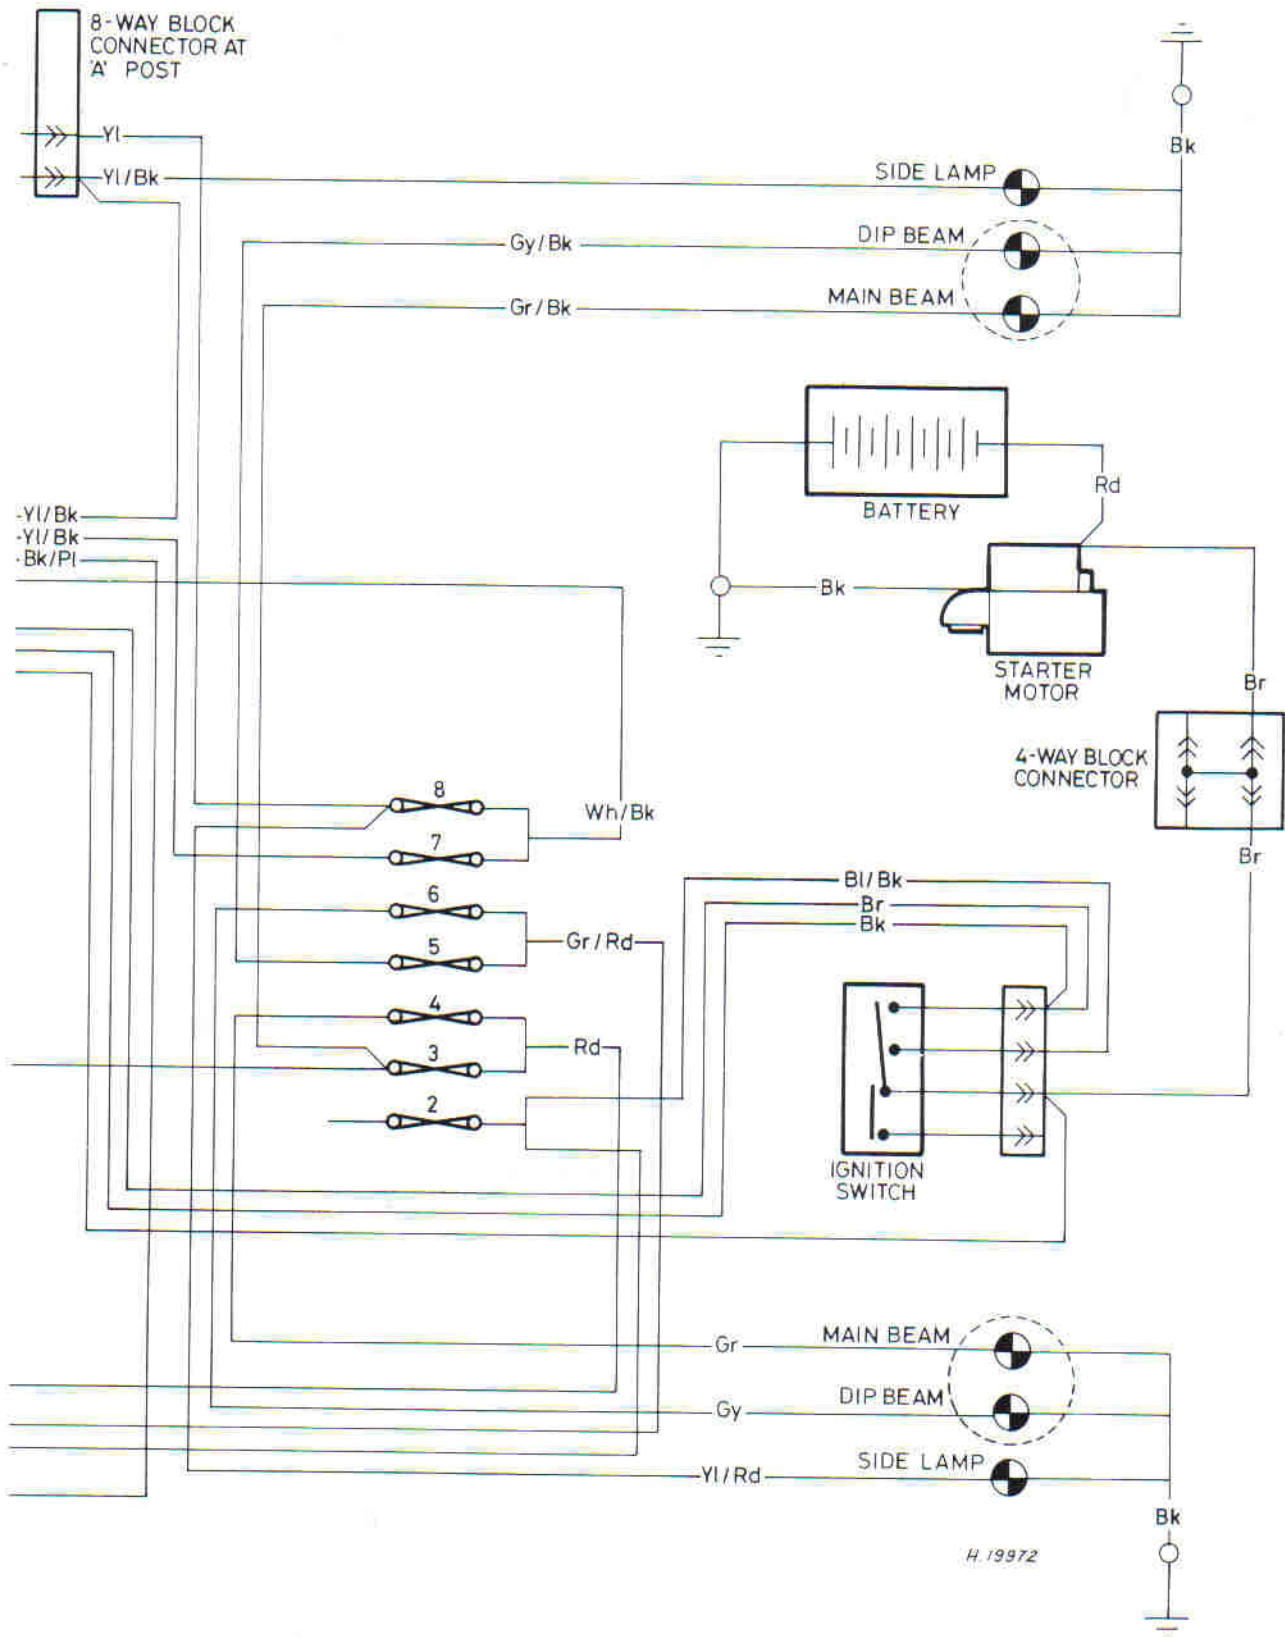 8-WAY BLOCK
CONNECTOR AT
'A' POST
Yl
Yl/Bk
Bk
SIDE LAMP
DIP BEAM
Gy/Bk
MAIN BEAM
Gr/Bk
Rd
BATTERY
Yl/Bk
Yl/Bk
Bk/Pl
Bk
STARTER
MOTOR
Br
4-WAY BLOCK
CONNECTOR
8
Wh/Bk
7
Br
Bl/Bk
6
Br
Bk
5
Gr/Rd
4
3
Rd
2
IGNITION
SWITCH
MAIN BEAM
Gr
DIP BEAM
Gy
SIDE LAMP
Yl/Rd
Bk
H.19972